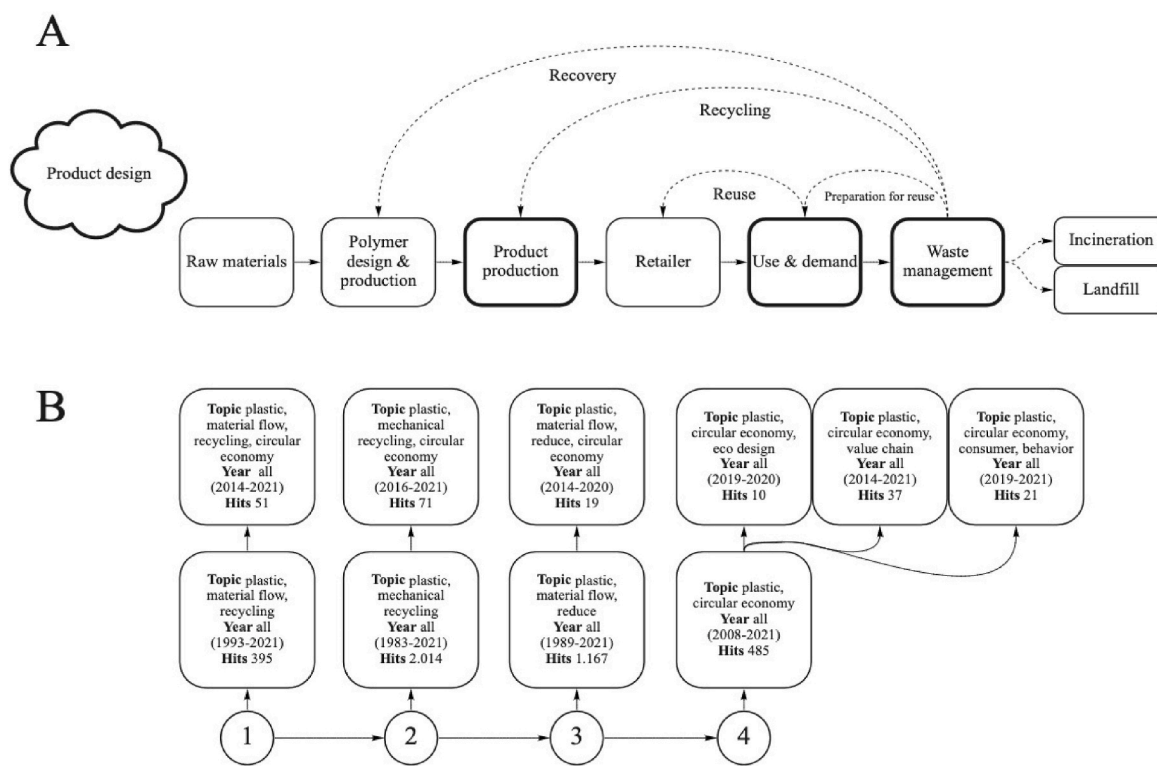 A
Recovery
Recycling
Product design
Reuse
Preparation for reuse
Raw materials
Polymer
design &
production
Product
production
Retailer
Use & demand
Waste
management
Incineration
Landfill
B
Topic plastic,
material flow,
recycling, circular
economy
Year all
(2014-2021)
Hits 51
Topic plastic,
mechanical
recycling, circular
economy
Year all
(2016-2021)
Hits 71
Topic plastic,
material flow,
reduce, circular
economy
Year all
(2014-2020)
Hits 19
Topic plastic,
circular economy,
eco design
Year all
(2019-2020)
Hits 10
Topic plastic,
circular economy,
value chain
Year all
(2014-2021)
Hits 37
Topic plastic,
circular economy,
consumer, behavior
Year all
(2019-2021)
Hits 21
Topic plastic,
material flow,
recycling
Year all
(1993-2021)
Hits 395
Topic plastic,
mechanical
recycling
Year all
(1983-2021)
Hits 2.014
Topic plastic,
material flow,
reduce
Year all
(1989-2021)
Hits 1.167
Topic plastic,
circular economy
Year all
(2008-2021)
Hits 485
1
2
3
4